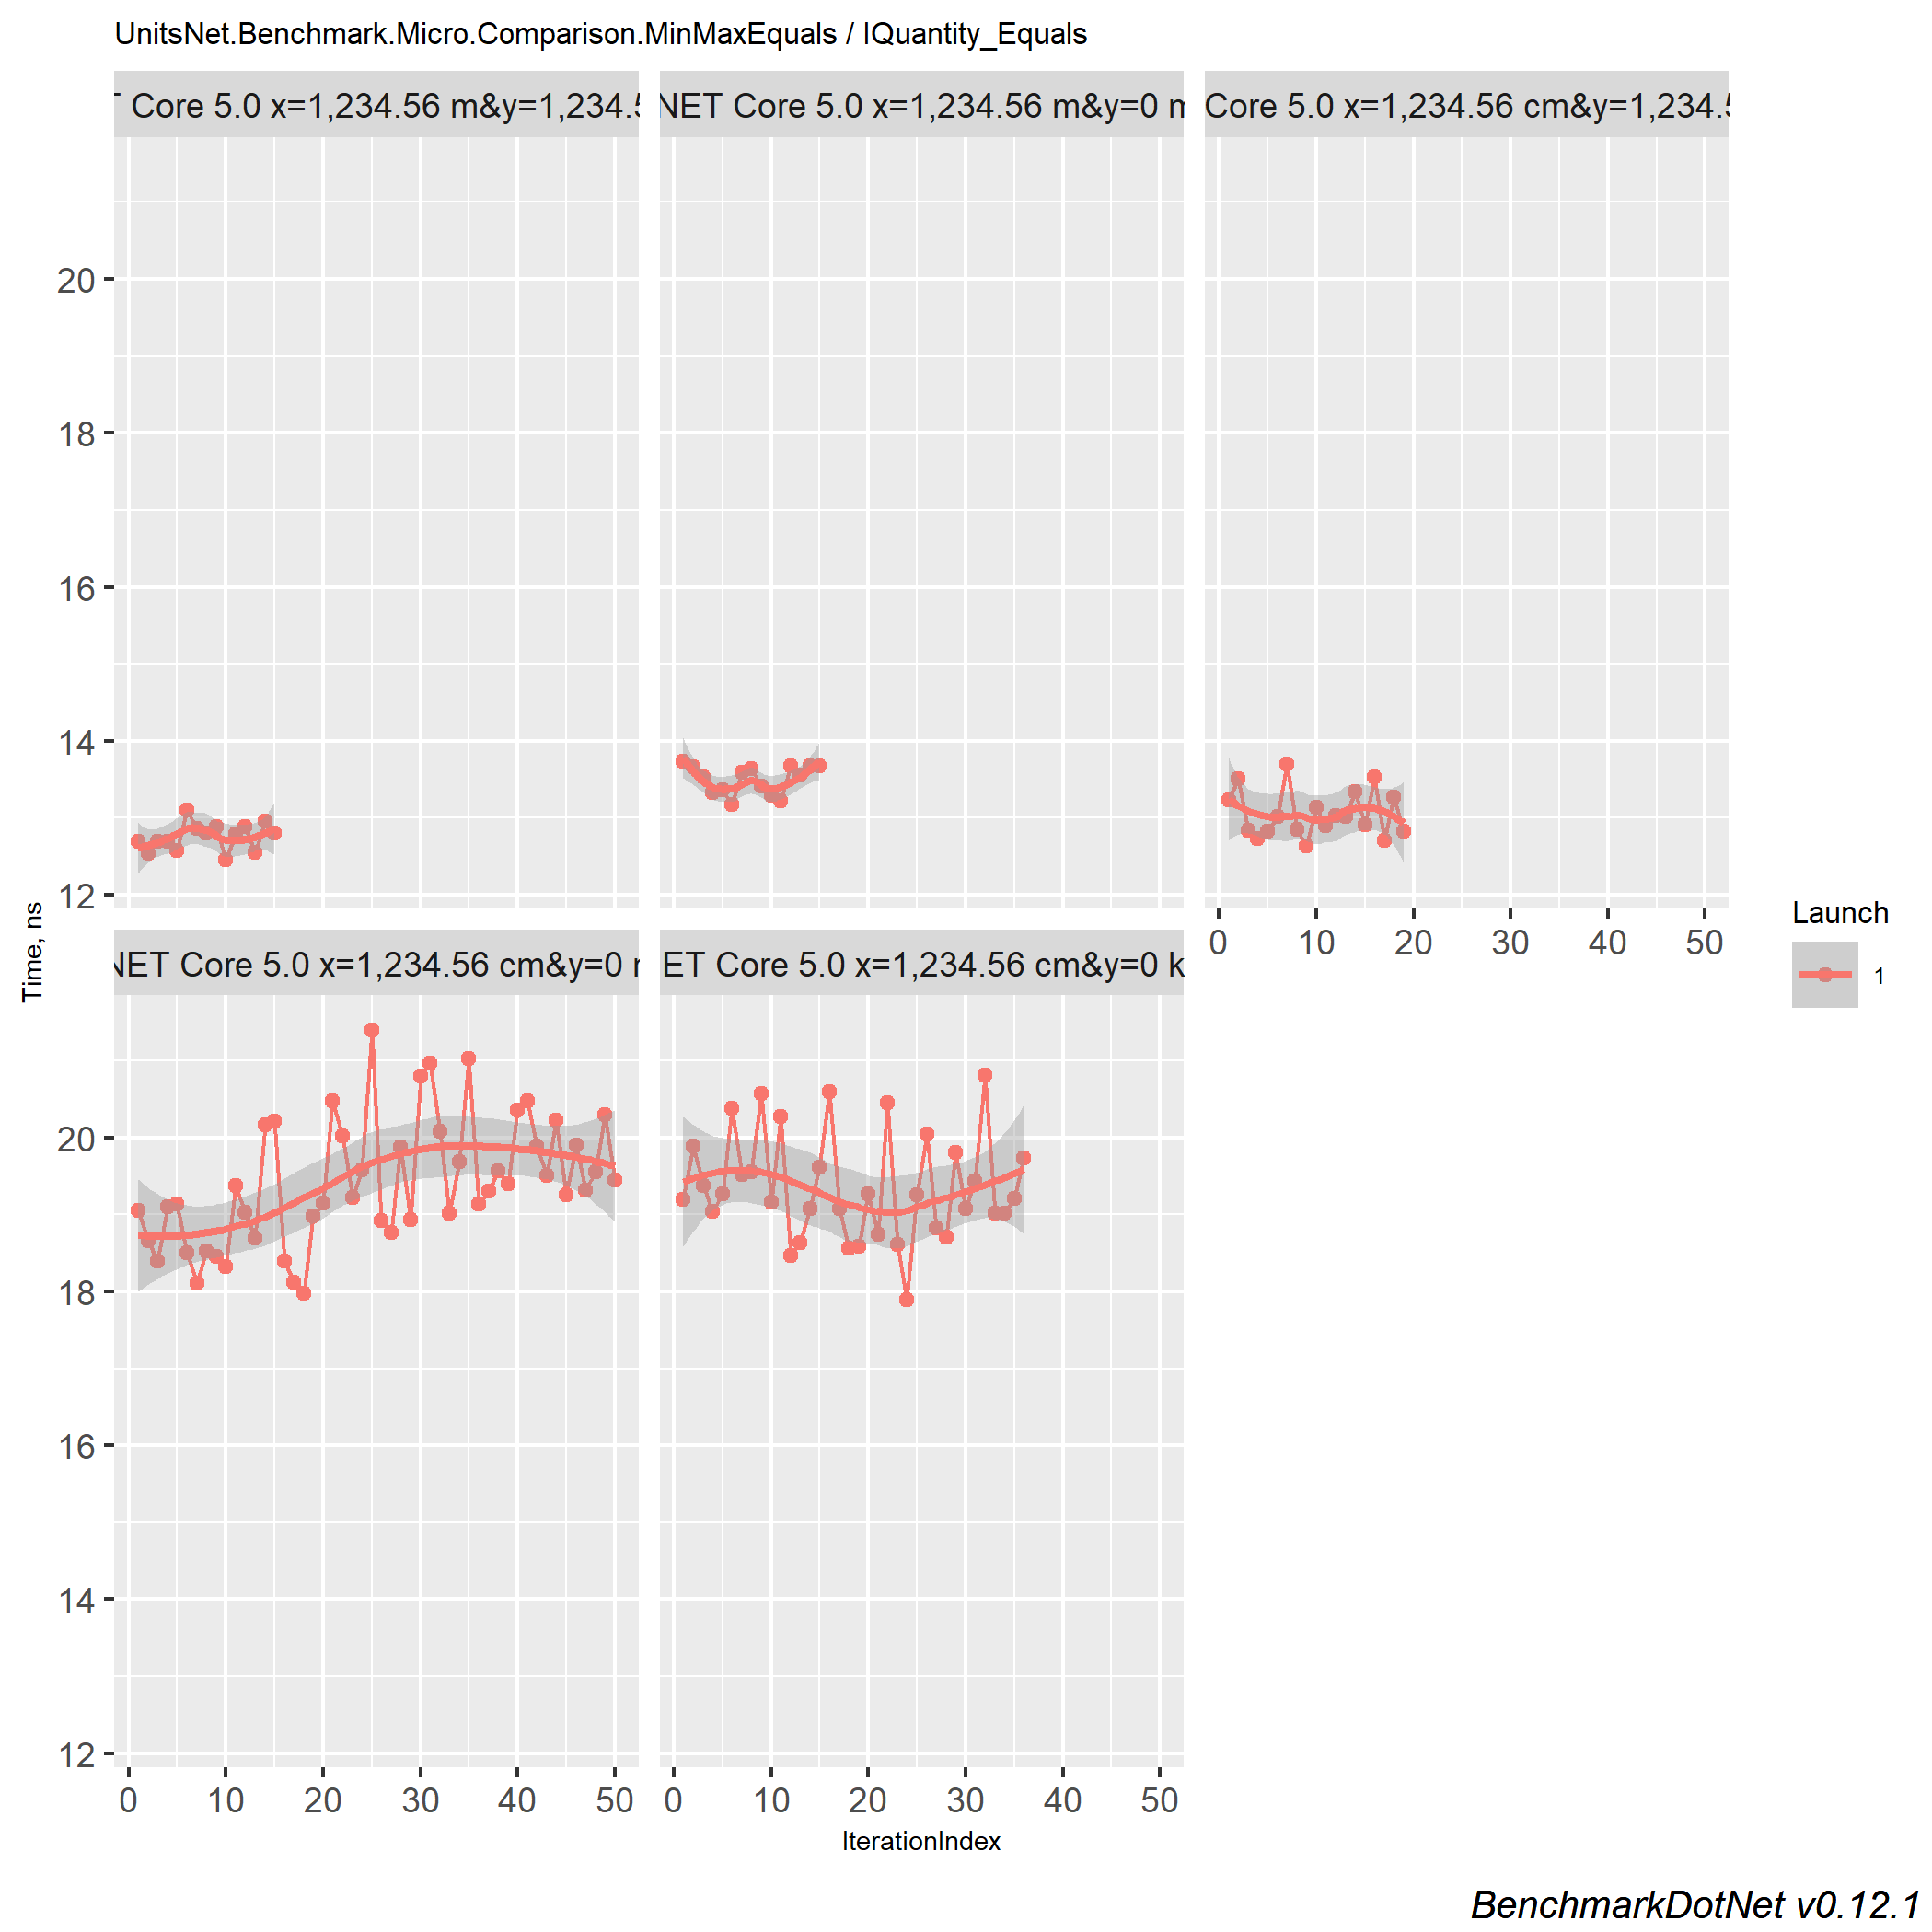 UnitsNet.Benchmark.Micro.Comparison.MinMaxEquals / IQuantity_Equals
Core 5.0 x=1,234.56 m&y=1,234.5
NET Core 5.0 x=1,234.56 m&y=0 m
Core 5.0 x=1,234.56 cm&y=1,234.5
20
18
16
14
12
0 10 20 30 40 50
Time, ns
Launch
1
NET Core 5.0 x=1,234.56 cm&y=0
ET Core 5.0 x=1,234.56 cm&y=0 k
20
18
16
14
12
0 10 20 30 40 50
0 10 20 30 40 50
IterationIndex
BenchmarkDotNet v0.12.1